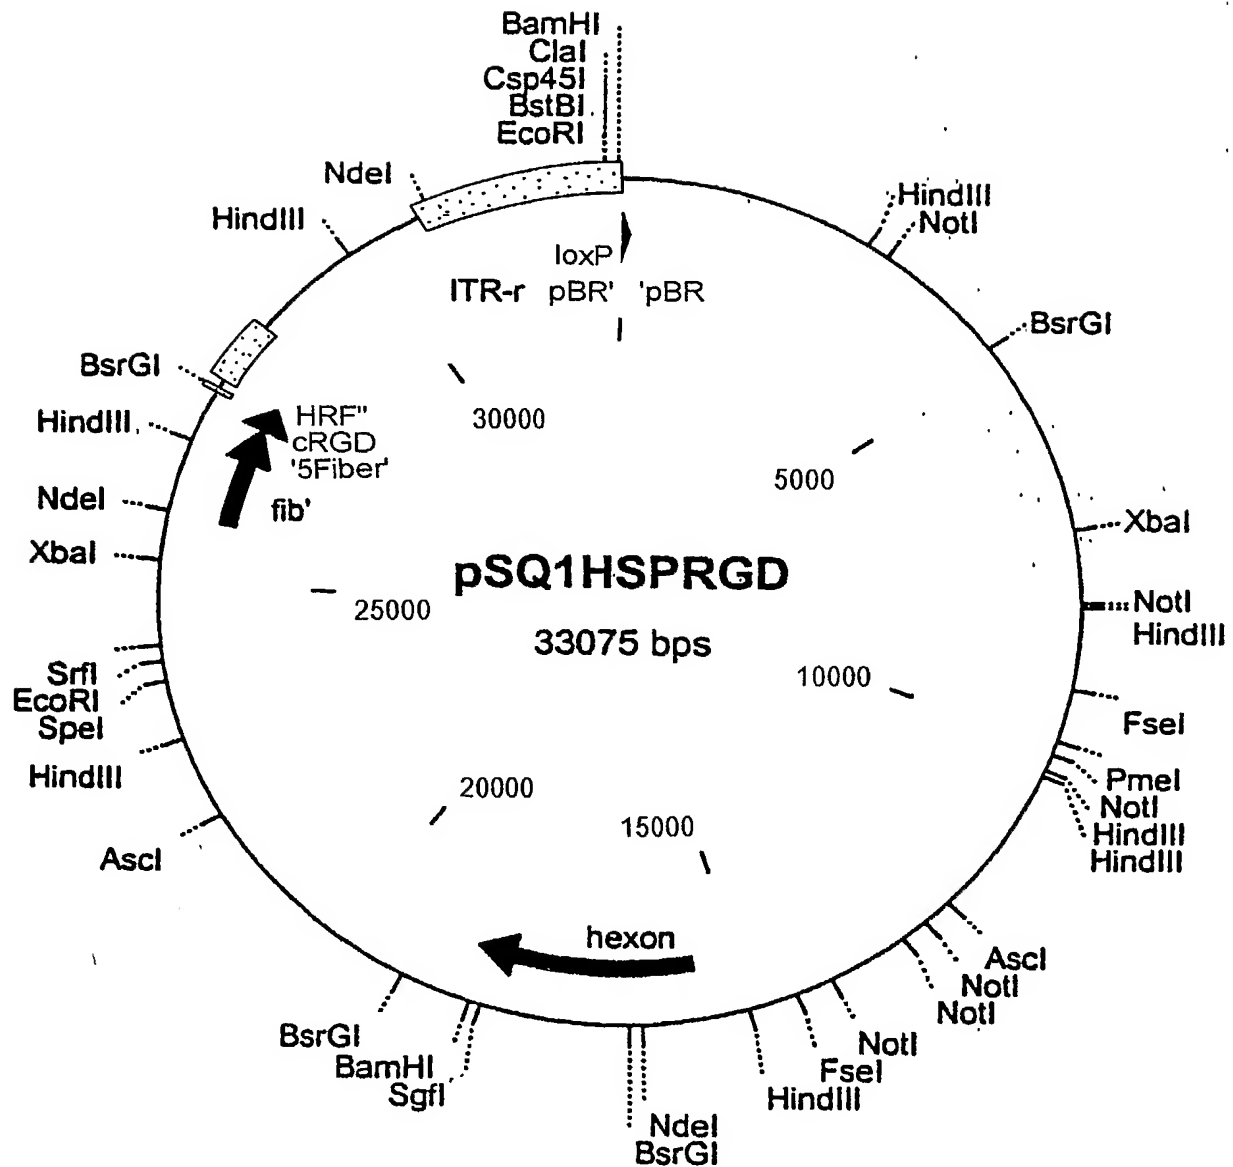 BamHI
ClaI
Csp45I
BstBI
EcoRI
NdeI
HindIII
HindIII
NotI
loxP
ITR-r pBR' 'pBR
BsrGI
BsrGI
30000
HRF"
HindIII
cRGD
'5Fiber'
5000
NdeI
fib'
XbaI
XbaI
pSQ1HSPRGD
25000
NotI
33075 bps
HindIII
SrfI
10000
EcoRI
FseI
SpeI
HindIII
20000
PmeI
NotI
15000
HindIII
AscI
HindIII
hexon
AscI
NotI
NotI
BsrGI
NotI
BamHI
FseI
SgfI
HindIII
NdeI
BsrGI